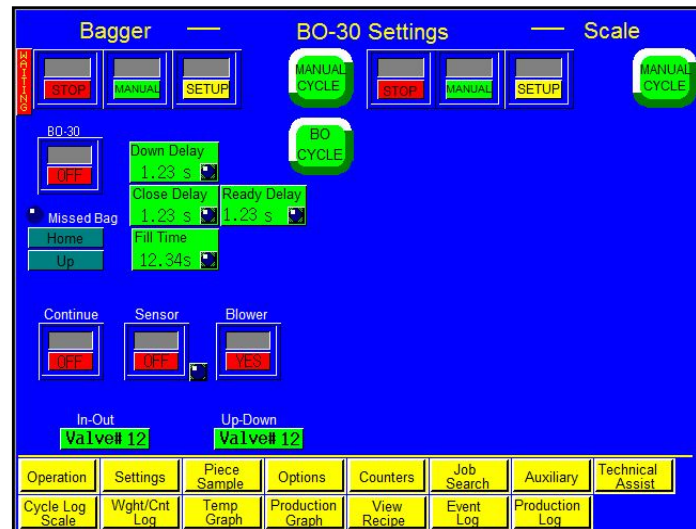 Bagger — BO-30 Settings — Scale
WAITING
STOP MANUAL SETUP
MANUAL CYCLE
STOP MANUAL SETUP
MANUAL CYCLE
BO CYCLE
BO-30
OFF
Down Delay
1.23 s
Close Delay
1.23 s
Ready Delay
1.23 s
Missed Bag
Home
Up
Fill Time
12.34s
Continue Sensor Blower
OFF OFF YES
In-Out Up-Down
Valve# 12 Valve# 12
Operation Settings Piece Sample Options Counters Job Search Auxiliary Technical Assist
Cycle Log Scale Wght/Cnt Log Temp Graph Production Graph View Recipe Event Log Production Log